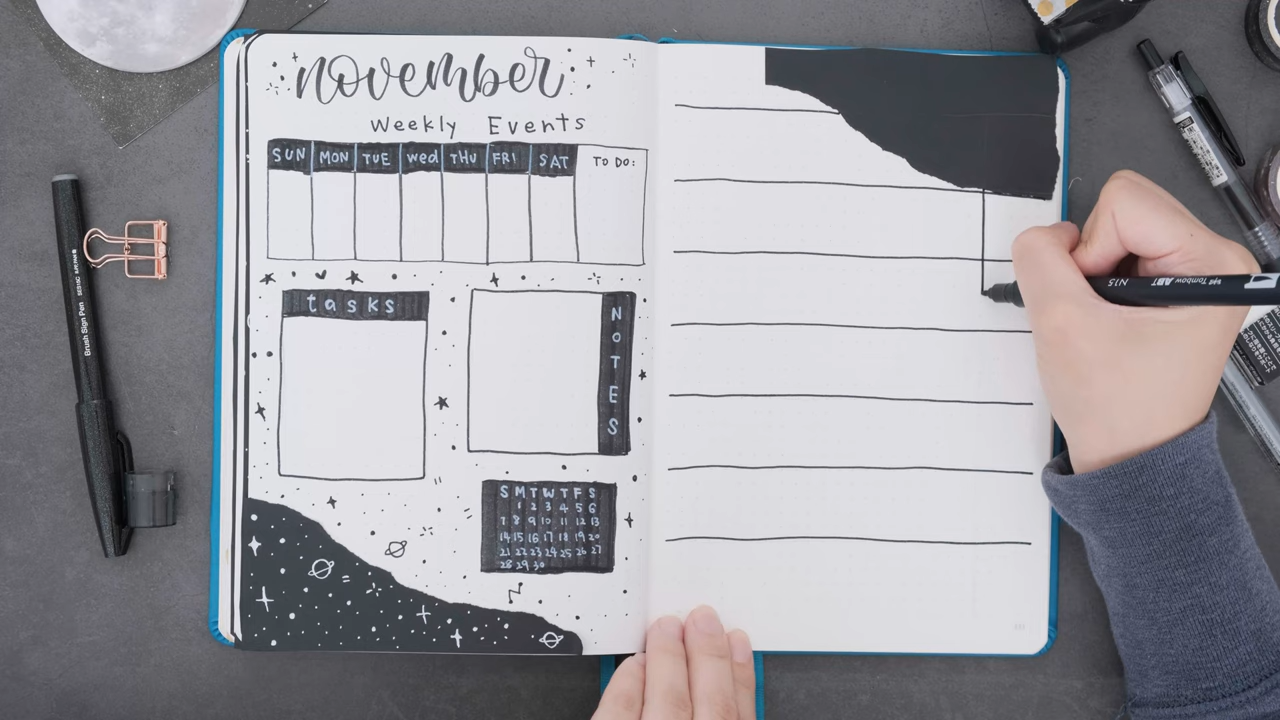 november
Weekly Events
SUN MON TUE wed THU FRI SAT TO DO:
tasks
NOTES
S M T W T F S
1 2 3 4 5 6
7 8 9 10 11 12 13
14 15 16 17 18 19 20
21 22 23 24 25 26 27
28 29 30
Brush Sign Pen
Tombow ABT N15